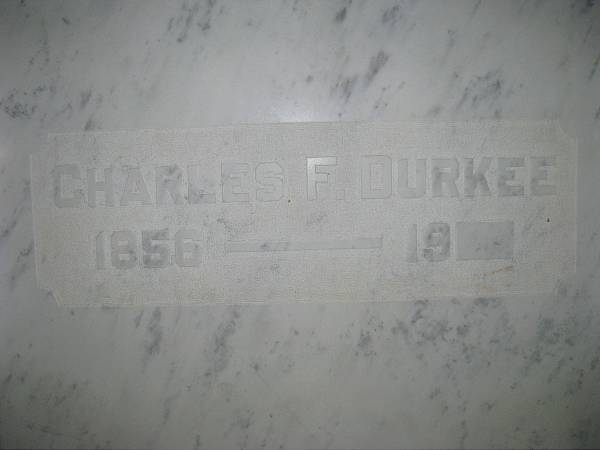 CHARLES F. DURKEE
1856 — 19